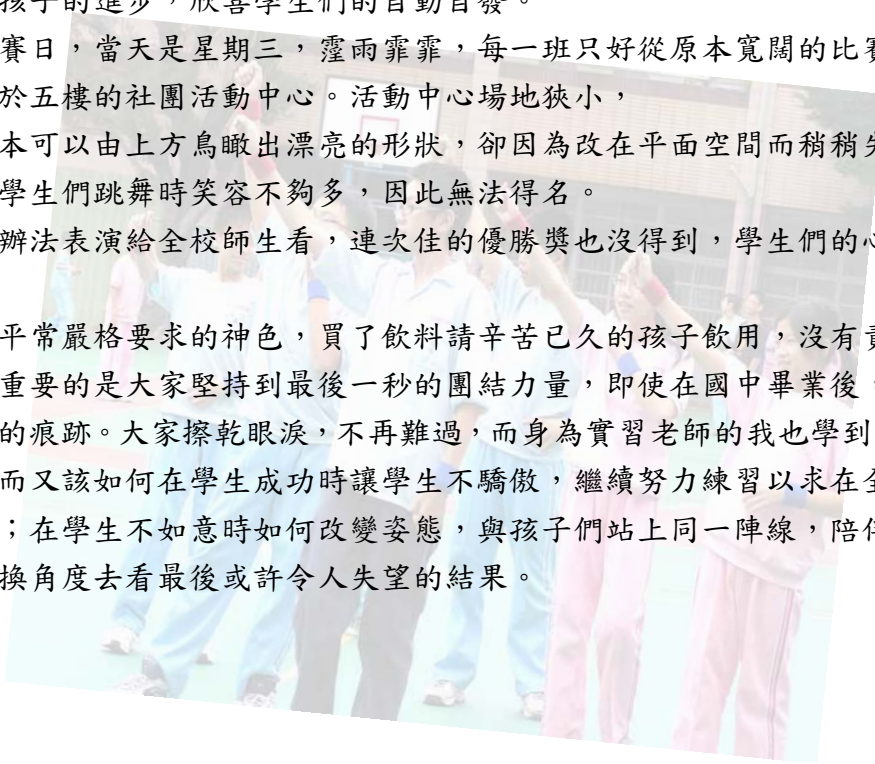 孩子的進步，欣喜學生們的自動自發。
賽日，當天是星期三，霪雨霏霏，每一班只好從原本寬闊的比賽
於五樓的社團活動中心。活動中心場地狹小，
本可以由上方鳥瞰出漂亮的形狀，卻因為改在平面空間而稍稍失
學生們跳舞時笑容不夠多，因此無法得名。
辦法表演給全校師生看，連次佳的優勝獎也沒得到，學生們的心
平常嚴格要求的神色，買了飲料請辛苦已久的孩子飲用，沒有責
重要的是大家堅持到最後一秒的團結力量，即使在國中畢業後，
的痕跡。大家擦乾眼淚，不再難過，而身為實習老師的我也學到
而又該如何在學生成功時讓學生不驕傲，繼續努力練習以求在全
；在學生不如意時如何改變姿態，與孩子們站上同一陣線，陪伴
換角度去看最後或許令人失望的結果。